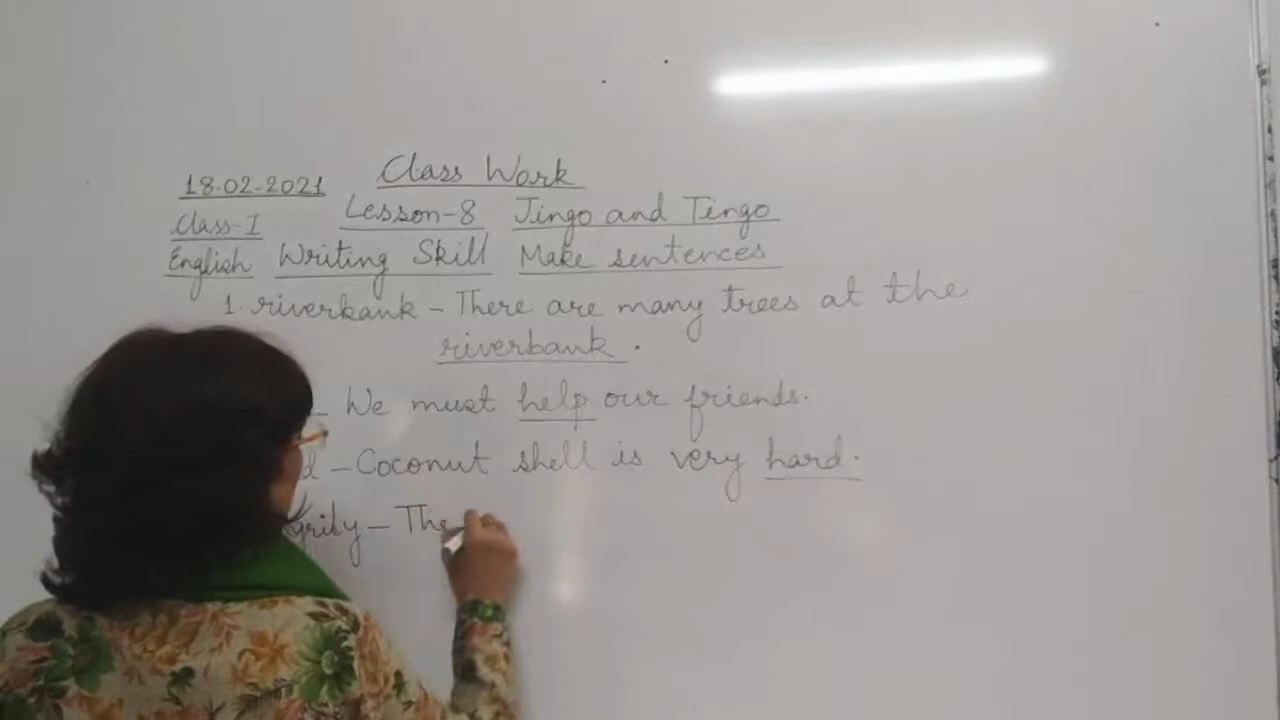 Class Work
18.02.2021
Lesson-8 Jingo and Tingo
Class-I
English Writing Skill Make sentences
1. riverbank - There are many trees at the
riverbank.
- We must help our friends.
d - Coconut shell is very hard.
- The